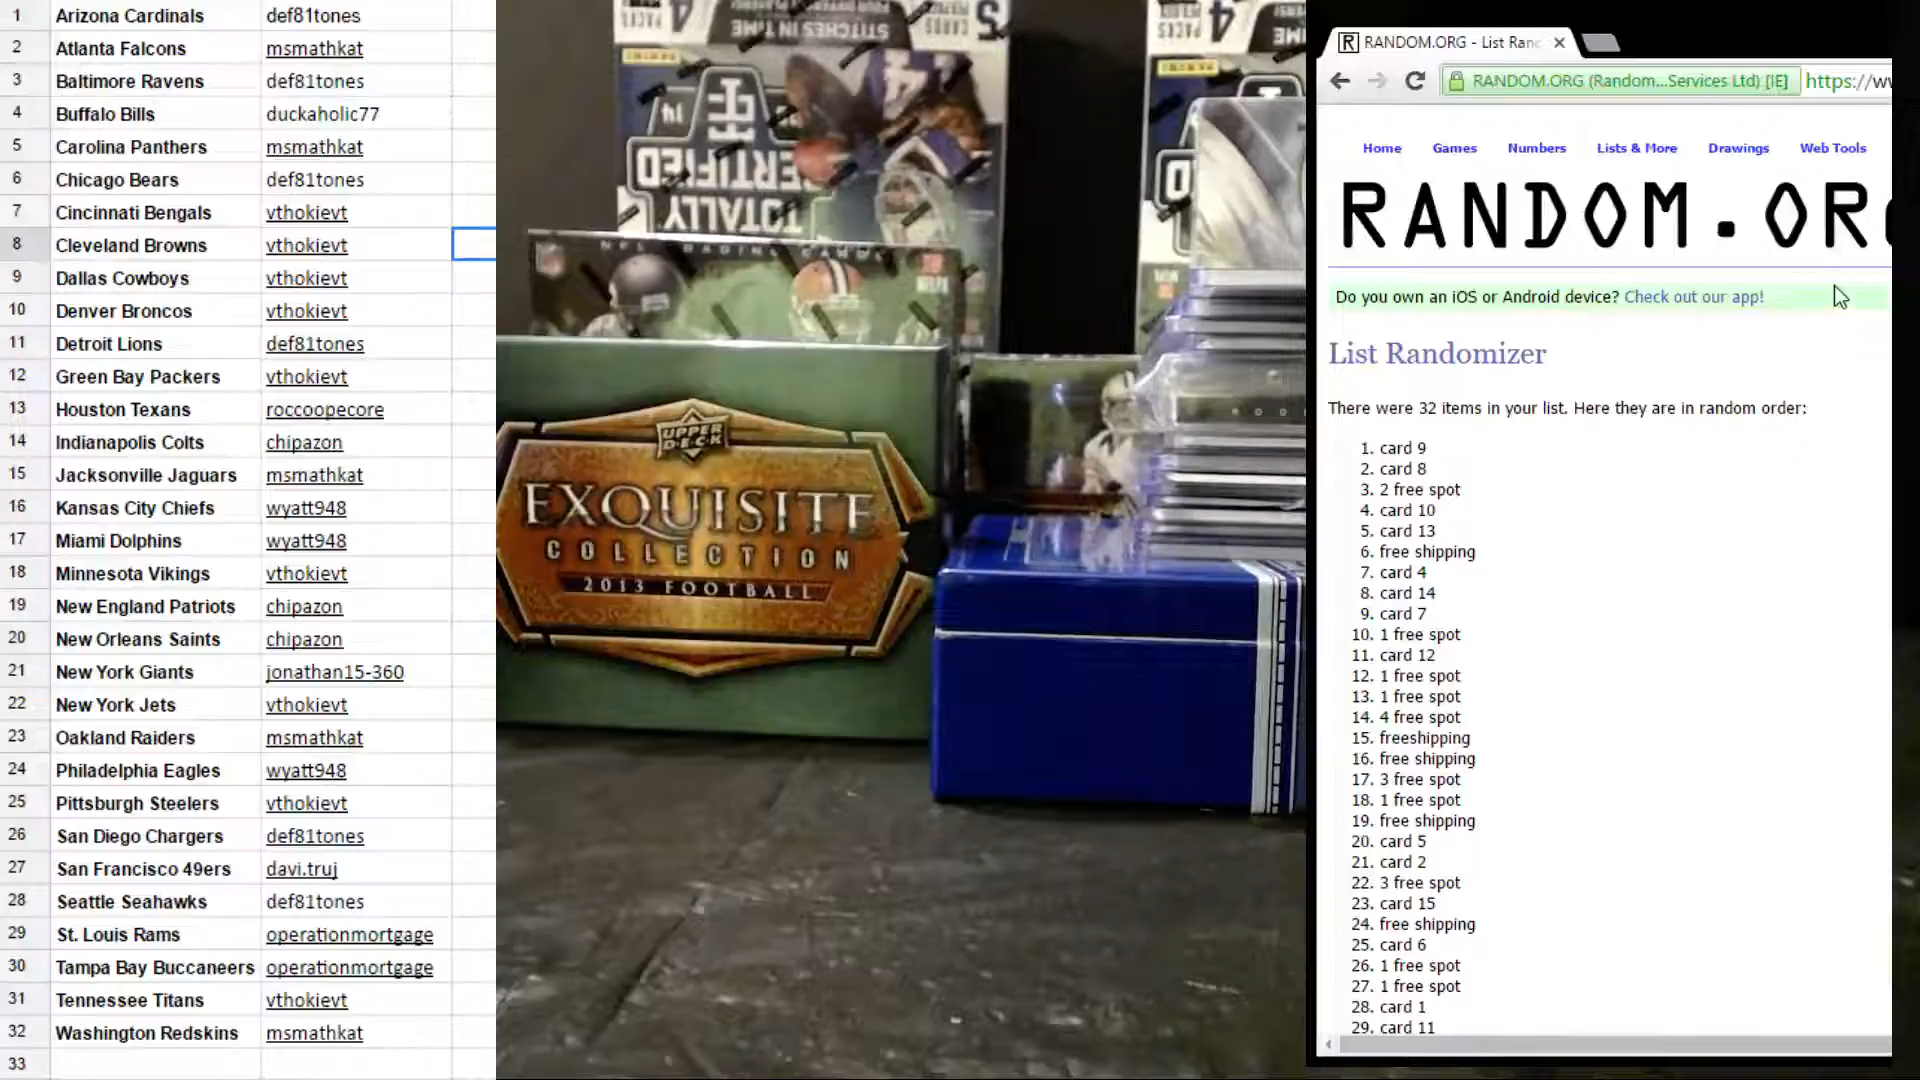 1 Arizona Cardinals def81tones
2 Atlanta Falcons msmathkat
3 Baltimore Ravens def81tones
4 Buffalo Bills duckaholic77
5 Carolina Panthers msmathkat
6 Chicago Bears def81tones
7 Cincinnati Bengals vthokievt
8 Cleveland Browns vthokievt
9 Dallas Cowboys vthokievt
10 Denver Broncos vthokievt
11 Detroit Lions def81tones
12 Green Bay Packers vthokievt
13 Houston Texans roccoopecore
14 Indianapolis Colts chipazon
15 Jacksonville Jaguars msmathkat
16 Kansas City Chiefs wyatt948
17 Miami Dolphins wyatt948
18 Minnesota Vikings vthokievt
19 New England Patriots chipazon
20 New Orleans Saints chipazon
21 New York Giants jonathan15-360
22 New York Jets vthokievt
23 Oakland Raiders msmathkat
24 Philadelphia Eagles wyatt948
25 Pittsburgh Steelers vthokievt
26 San Diego Chargers def81tones
27 San Francisco 49ers davi.truj
28 Seattle Seahawks def81tones
29 St. Louis Rams operationmortgage
30 Tampa Bay Buccaneers operationmortgage
31 Tennessee Titans vthokievt
32 Washington Redskins msmathkat
33
4 PACKS
STITCHES IN TIME
5 CARDS
14
TOTALLY
CERTIFIED
NFL TRADING CARDS
UPPER
DECK
EXQUISITE
COLLECTION
2013 FOOTBALL
4 PACKS
RANDOM.ORG - List Ran
RANDOM.ORG (Random...Services Ltd) [IE] https://w
Home Games Numbers Lists & More Drawings Web Tools
RANDOM.OR
Do you own an iOS or Android device? Check out our app!
List Randomizer
There were 32 items in your list. Here they are in random order:
1. card 9
2. card 8
3. 2 free spot
4. card 10
5. card 13
6. free shipping
7. card 4
8. card 14
9. card 7
10. 1 free spot
11. card 12
12. 1 free spot
13. 1 free spot
14. 4 free spot
15. freeshipping
16. free shipping
17. 3 free spot
18. 1 free spot
19. free shipping
20. card 5
21. card 2
22. 3 free spot
23. card 15
24. free shipping
25. card 6
26. 1 free spot
27. 1 free spot
28. card 1
29. card 11